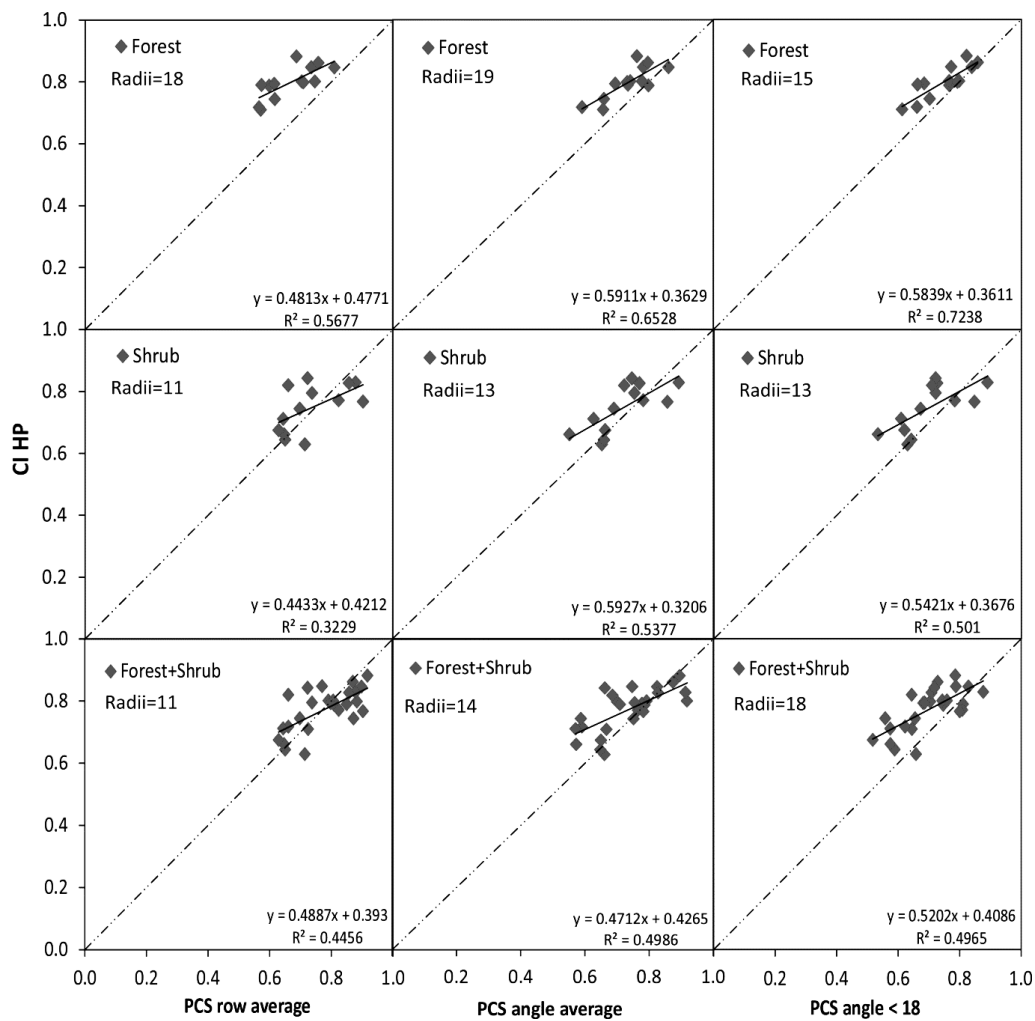 1.0
Forest
Radii=18
Forest
Radii=19
Forest
Radii=15
0.8
0.6
0.4
0.2
y = 0.4813x + 0.4771
R² = 0.5677
y = 0.5911x + 0.3629
R² = 0.6528
y = 0.5839x + 0.3611
R² = 0.7238
1.0
Shrub
Radii=11
Shrub
Radii=13
Shrub
Radii=13
0.8
0.6
CI HP
0.4
0.2
y = 0.4433x + 0.4212
R² = 0.3229
y = 0.5927x + 0.3206
R² = 0.5377
y = 0.5421x + 0.3676
R² = 0.501
1.0
Forest+Shrub
Radii=11
Forest+Shrub
Radii=14
Forest+Shrub
Radii=18
0.8
0.6
0.4
0.2
y = 0.4887x + 0.393
R² = 0.4456
y = 0.4712x + 0.4265
R² = 0.4986
y = 0.5202x + 0.4086
R² = 0.4965
0.0
0.0 0.2 0.4 0.6 0.8 1.0 0.2 0.4 0.6 0.8 1.0 0.2 0.4 0.6 0.8 1.0
PCS row average
PCS angle average
PCS angle < 18